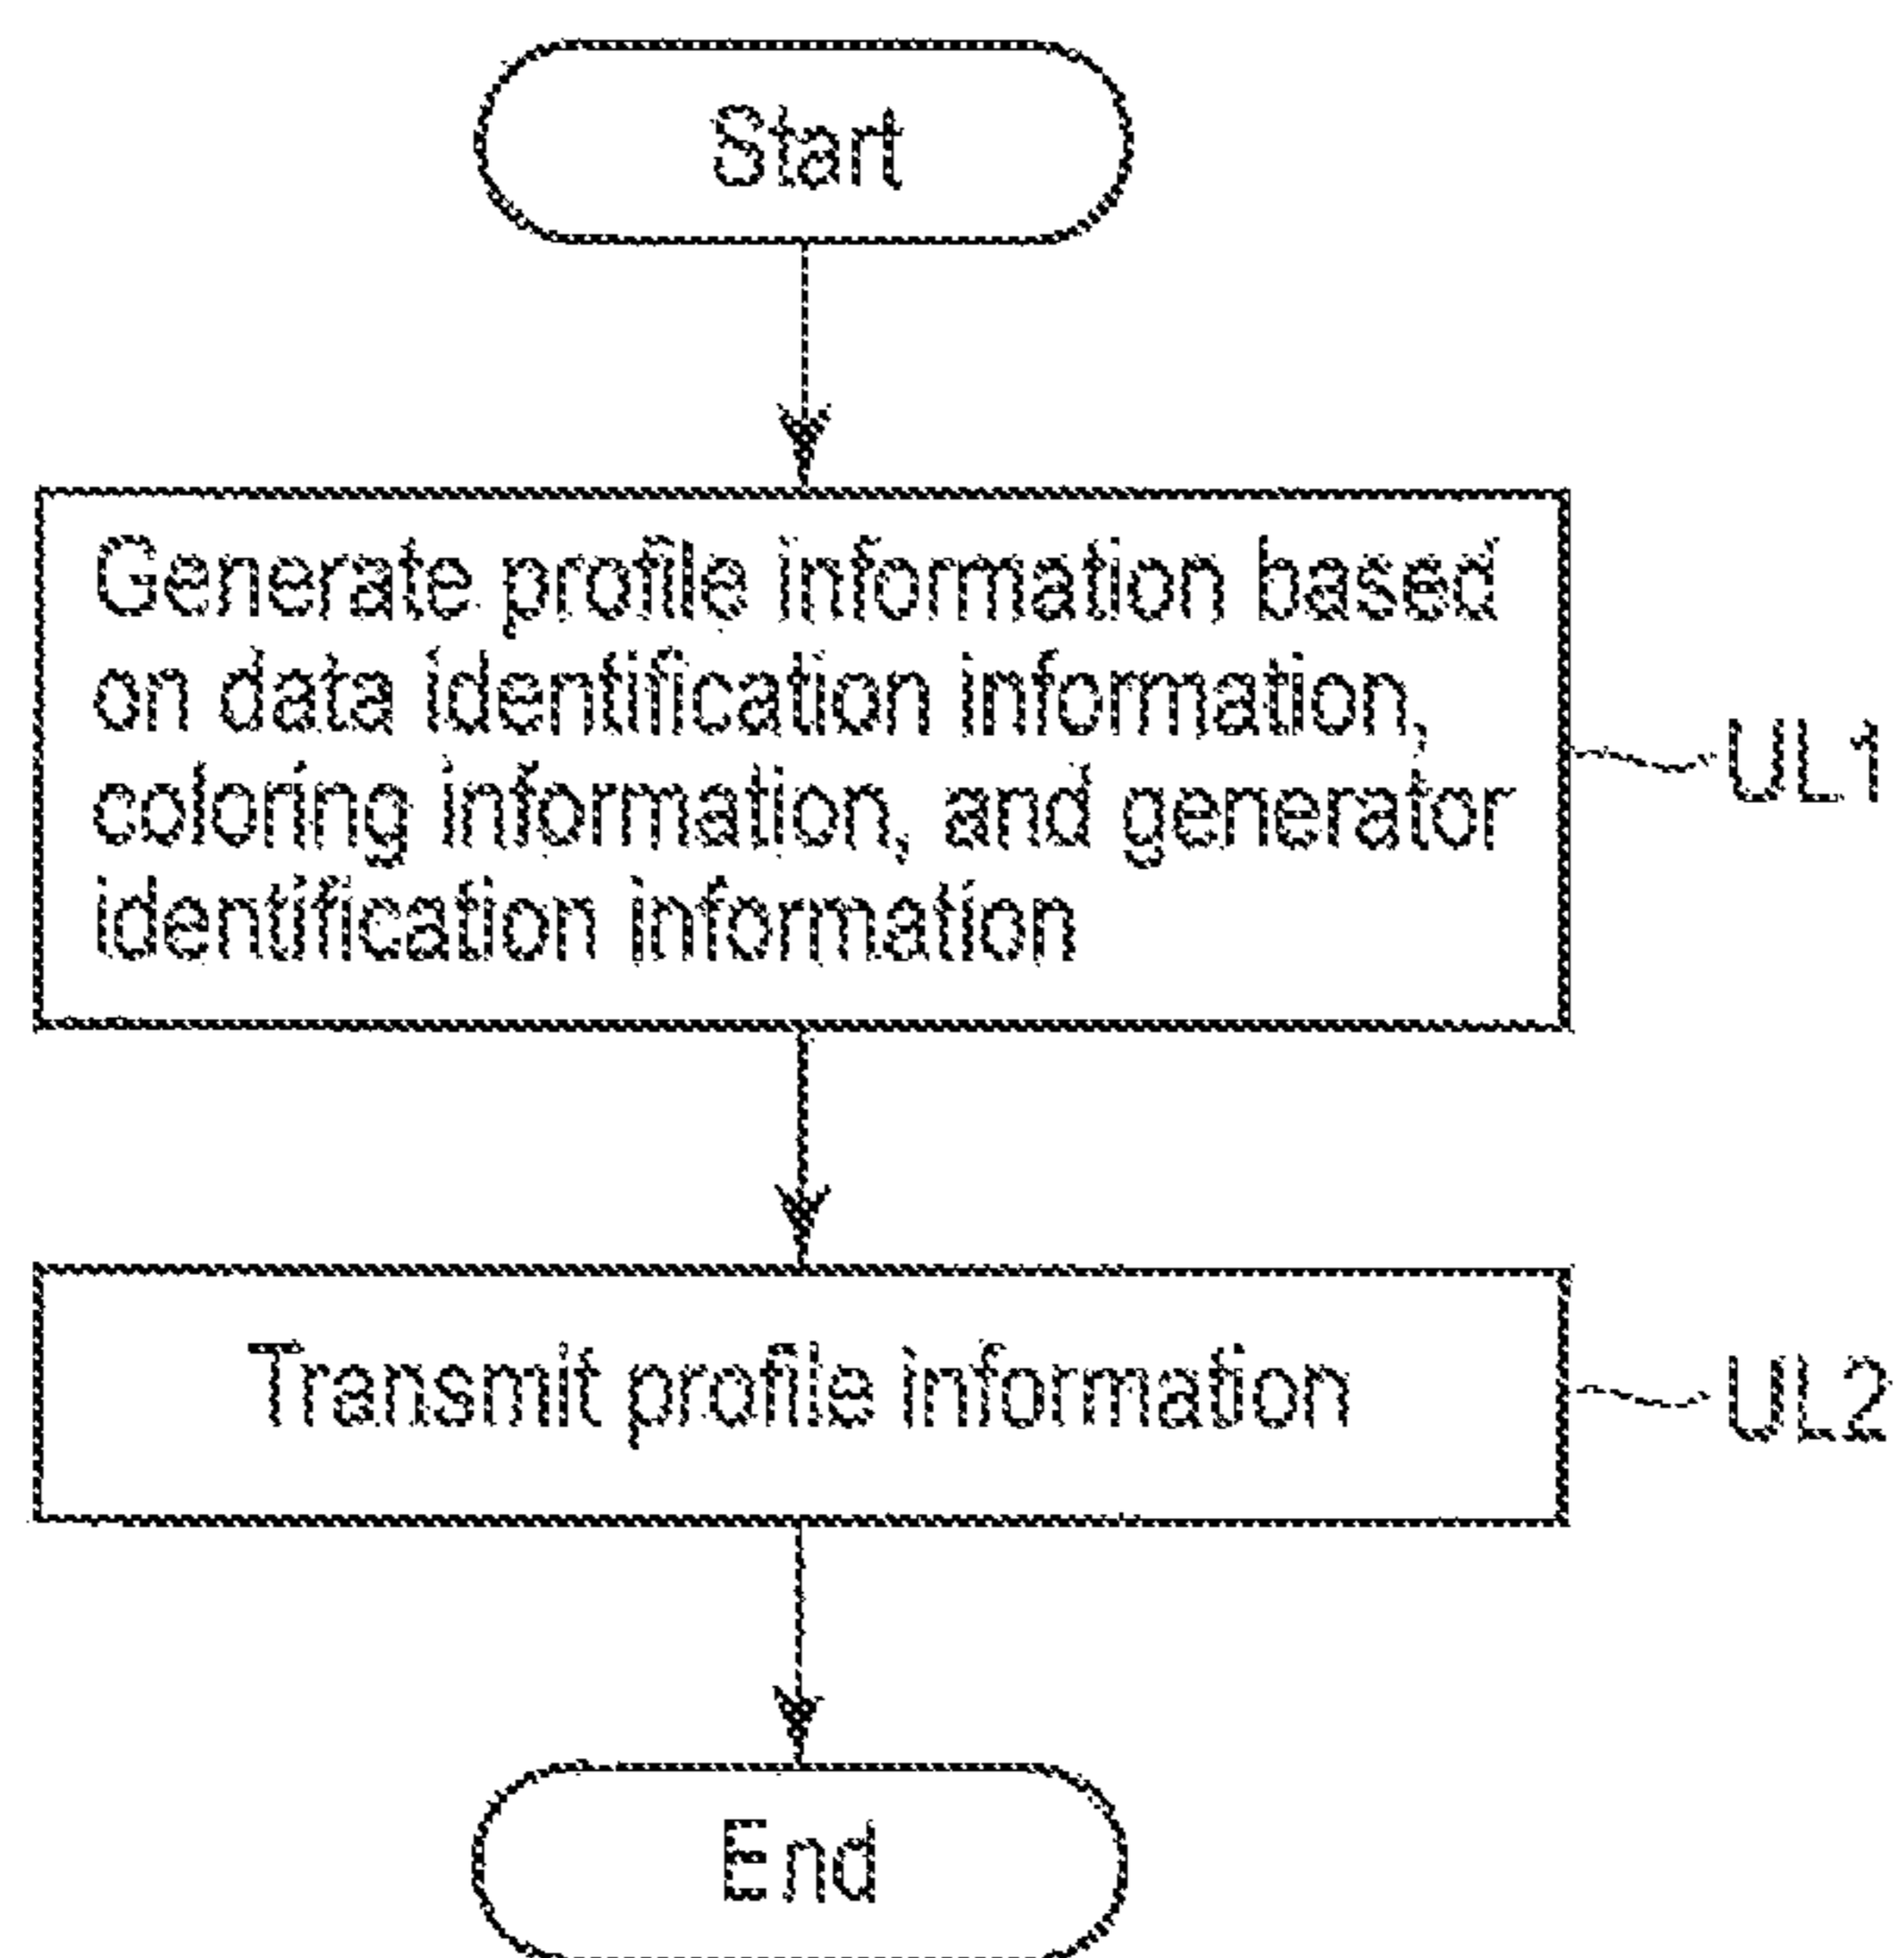 Start
Generate profile information based
on data identification information,
coloring information, and generator
identification information
UL1
Transmit profile information
UL2
End